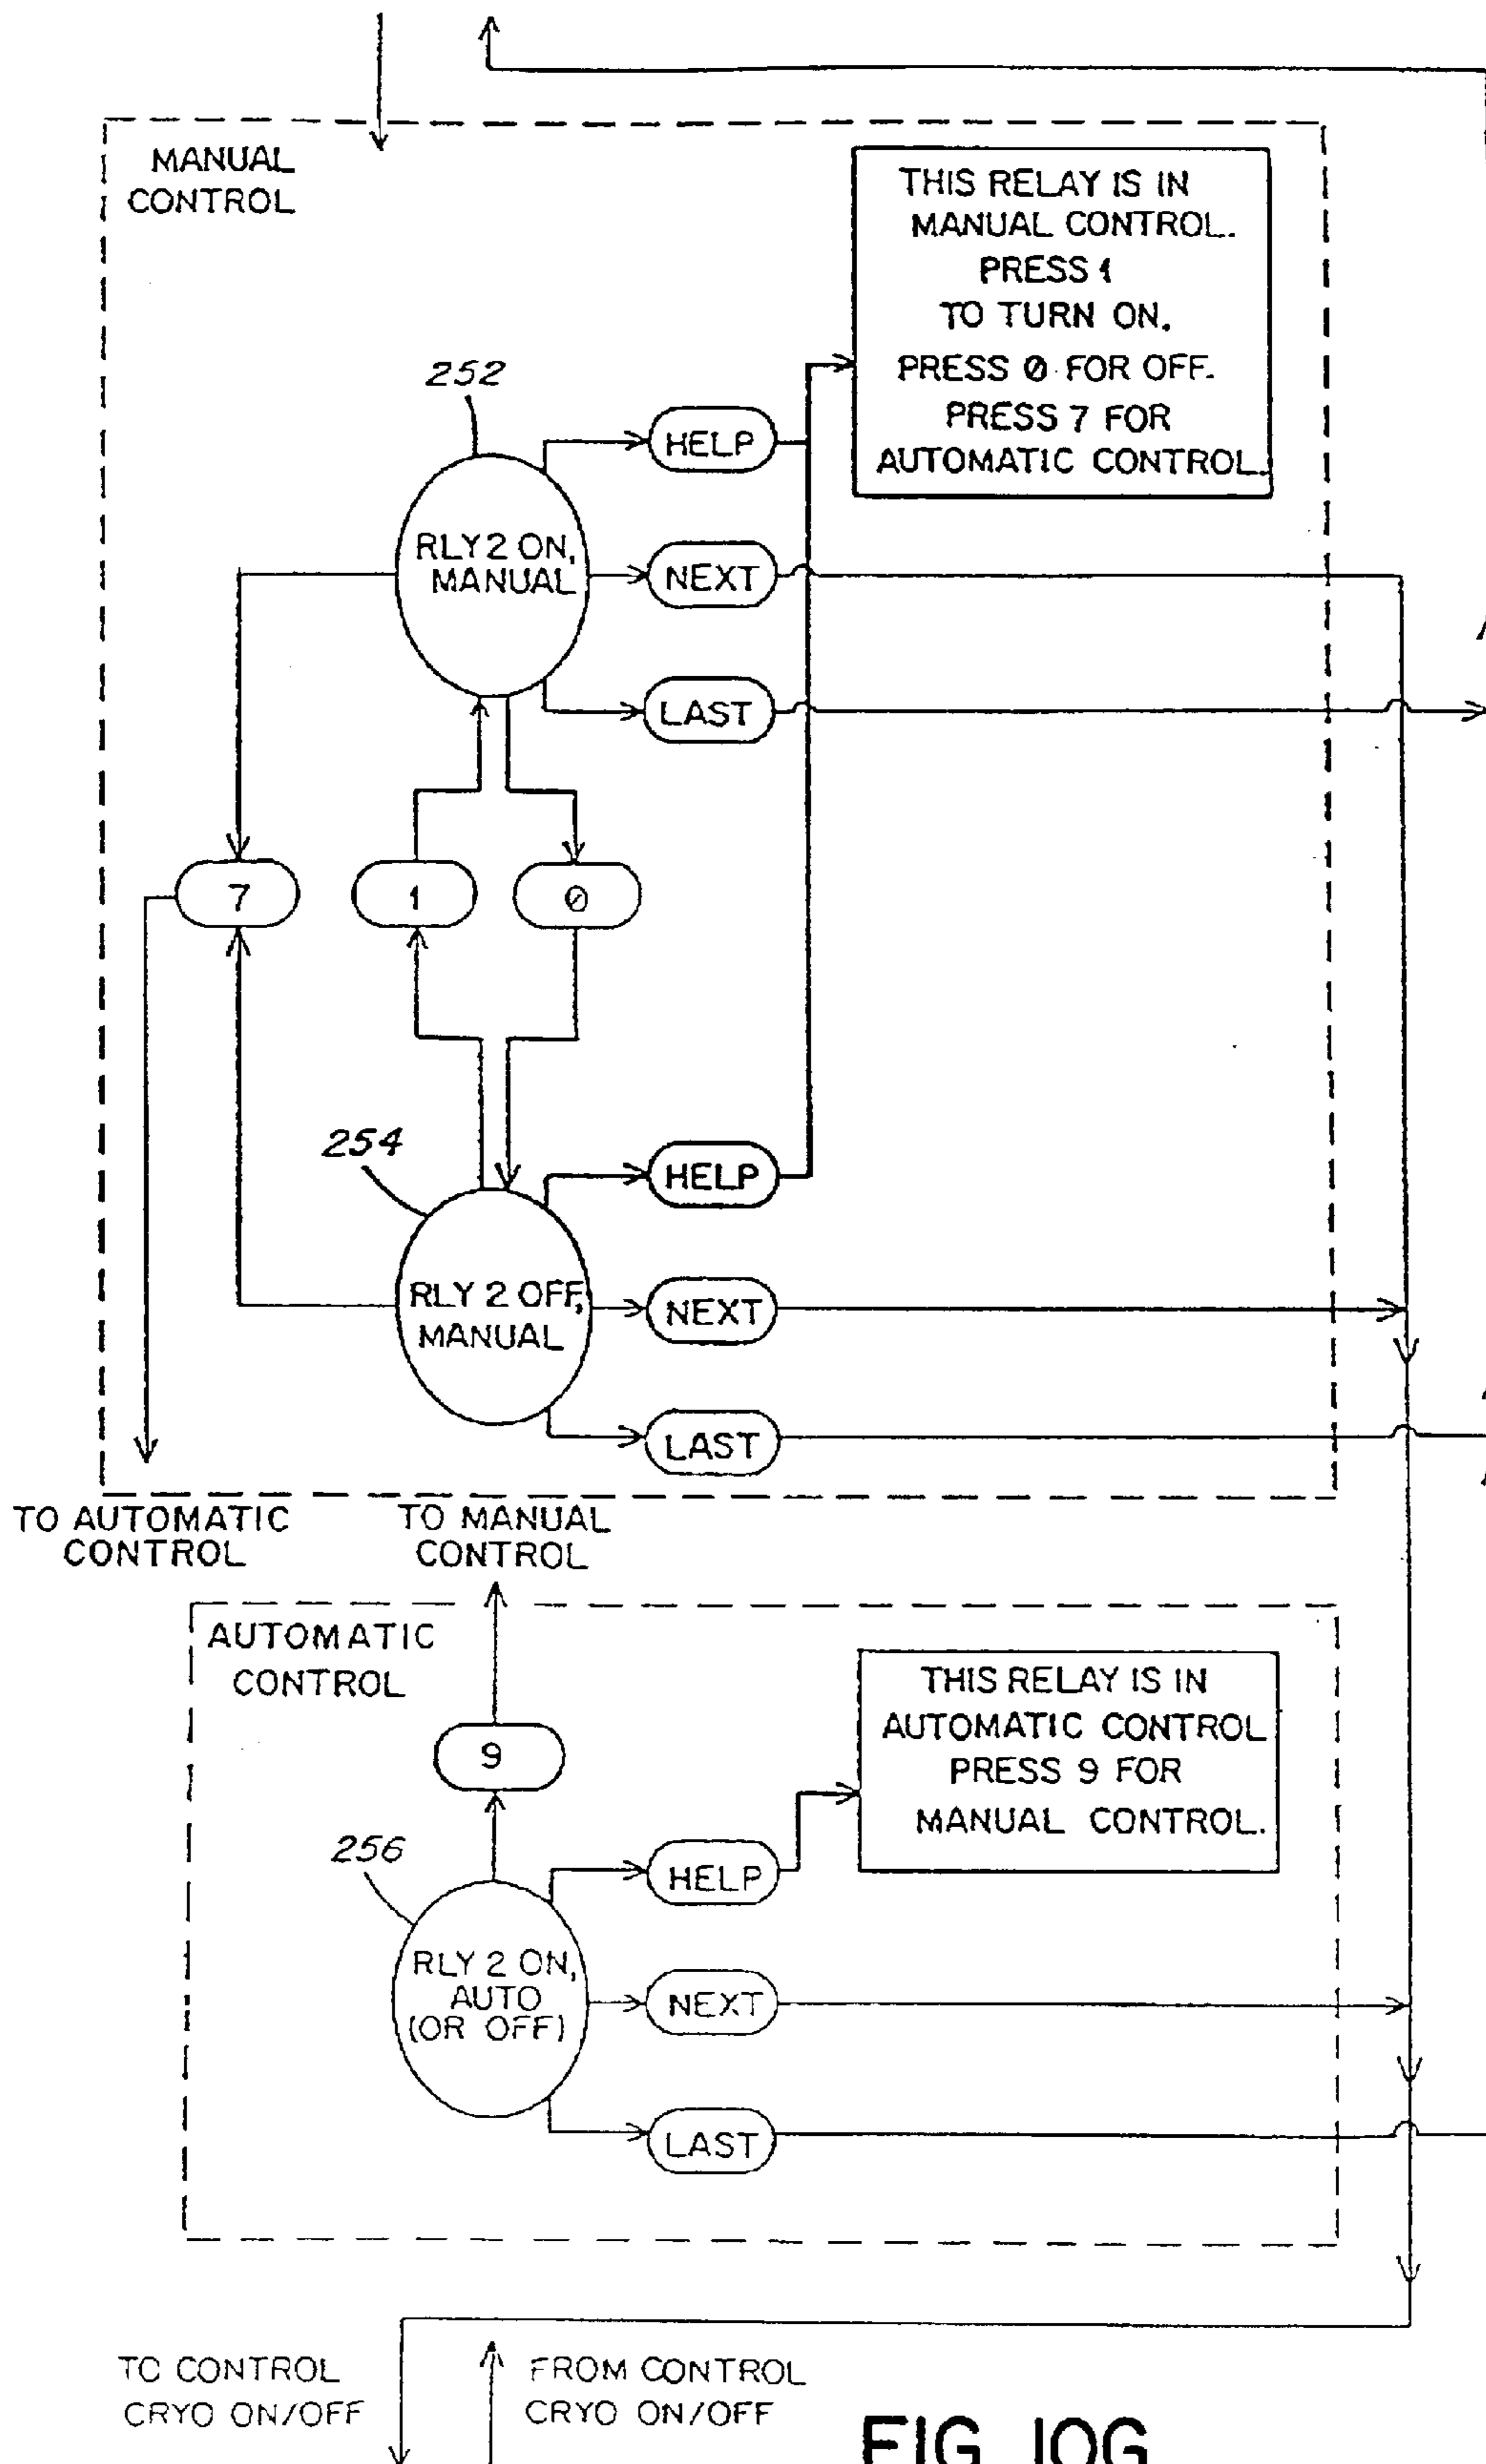 MANUAL
CONTROL
THIS RELAY IS IN
MANUAL CONTROL.
PRESS 1
TO TURN ON.
PRESS 0 FOR OFF.
PRESS 7 FOR
AUTOMATIC CONTROL.
252
HELP
RLY 2 ON,
MANUAL
NEXT
LAST
7
1
0
254
HELP
RLY 2 OFF,
MANUAL
NEXT
LAST
TO AUTOMATIC
CONTROL
TO MANUAL
CONTROL
AUTOMATIC
CONTROL
THIS RELAY IS IN
AUTOMATIC CONTROL
PRESS 9 FOR
MANUAL CONTROL.
9
256
HELP
RLY 2 ON,
AUTO
(OR OFF)
NEXT
LAST
TO CONTROL
CRYO ON/OFF
FROM CONTROL
CRYO ON/OFF
FIG. 10G